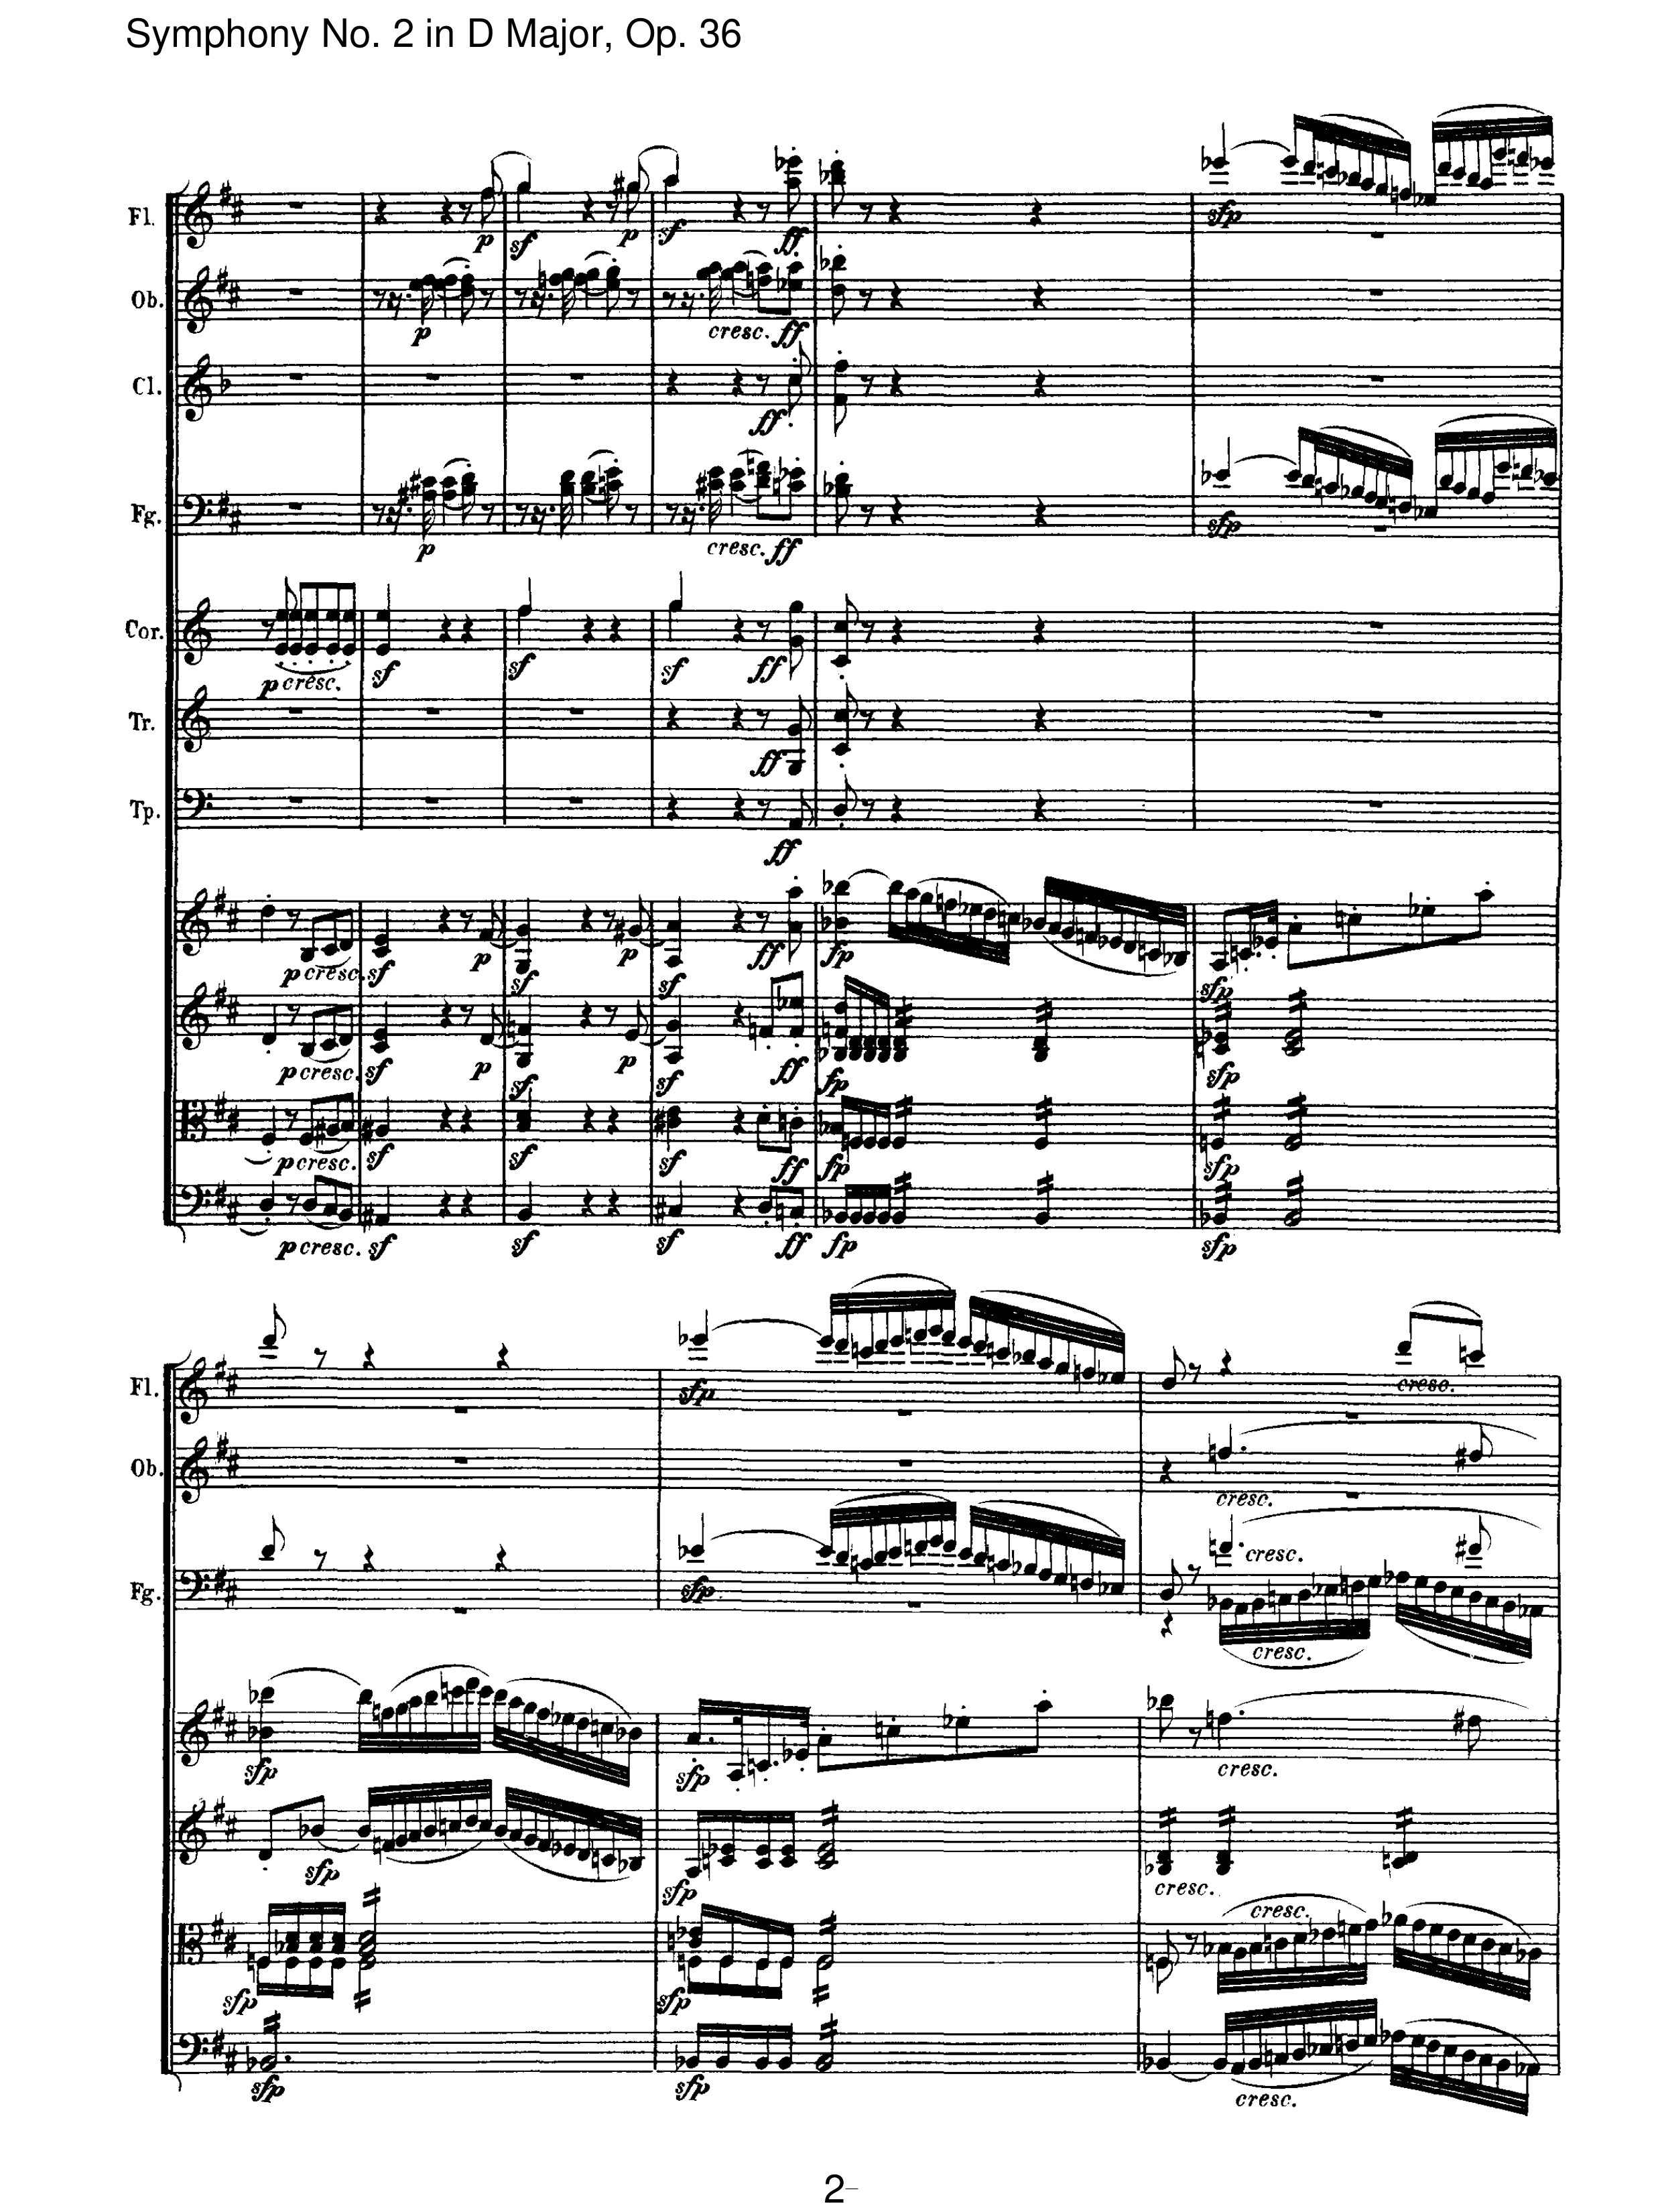 Symphony No. 2 in D Major, Op. 36
Fl.
p sf p sf ff sfp
Ob.
p cresc. ff
Cl.
ff
Fg.
p cresc. ff sfp
Cor.
p cresc. sf sf sf ff
Tr.
ff
Tp.
ff
p cresc. sf p sf p sf ff fp sfp
p cresc. sf p sf p sf ff fp sfp
p cresc. sf sf sf ff fp sfp
p cresc. sf sf sf ff fp sfp
Fl.
sfp cresc.
Ob.
cresc.
Fg.
sfp cresc.
cresc.
sfp sfp cresc.
sfp sfp cresc.
sfp sfp cresc.
sfp sfp cresc.
2